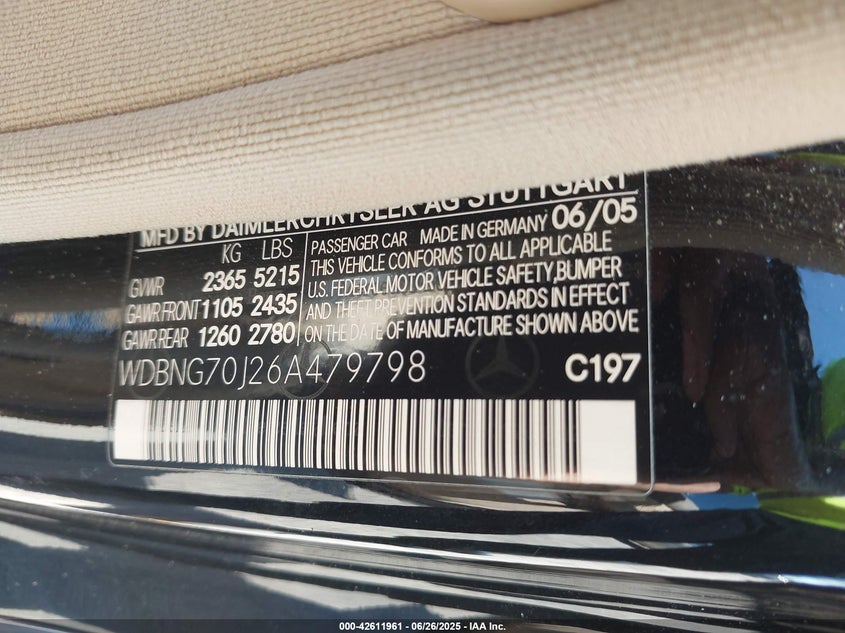 MFD BY DAIMLERCHRYSLER AG STUTTGART
KG LBS
GVWR 2365 5215
GAWR FRONT 1105 2435
GAWR REAR 1260 2780
PASSENGER CAR MADE IN GERMANY 06/05
THIS VEHICLE CONFORMS TO ALL APPLICABLE
U.S. FEDERAL MOTOR VEHICLE SAFETY, BUMPER
AND THEFT PREVENTION STANDARDS IN EFFECT
ON THE DATE OF MANUFACTURE SHOWN ABOVE
WDBNG70J26A479798 C197
000-42611961 - 06/26/2025 - IAA Inc.